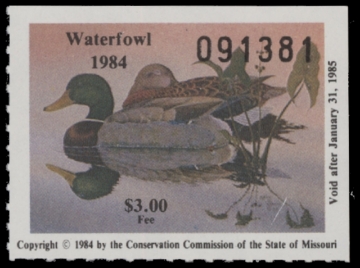 Waterfowl
1984
091381
Void after January 31, 1985
$3.00
Fee
Copyright © 1984 by the Conservation Commission of the State of Missouri